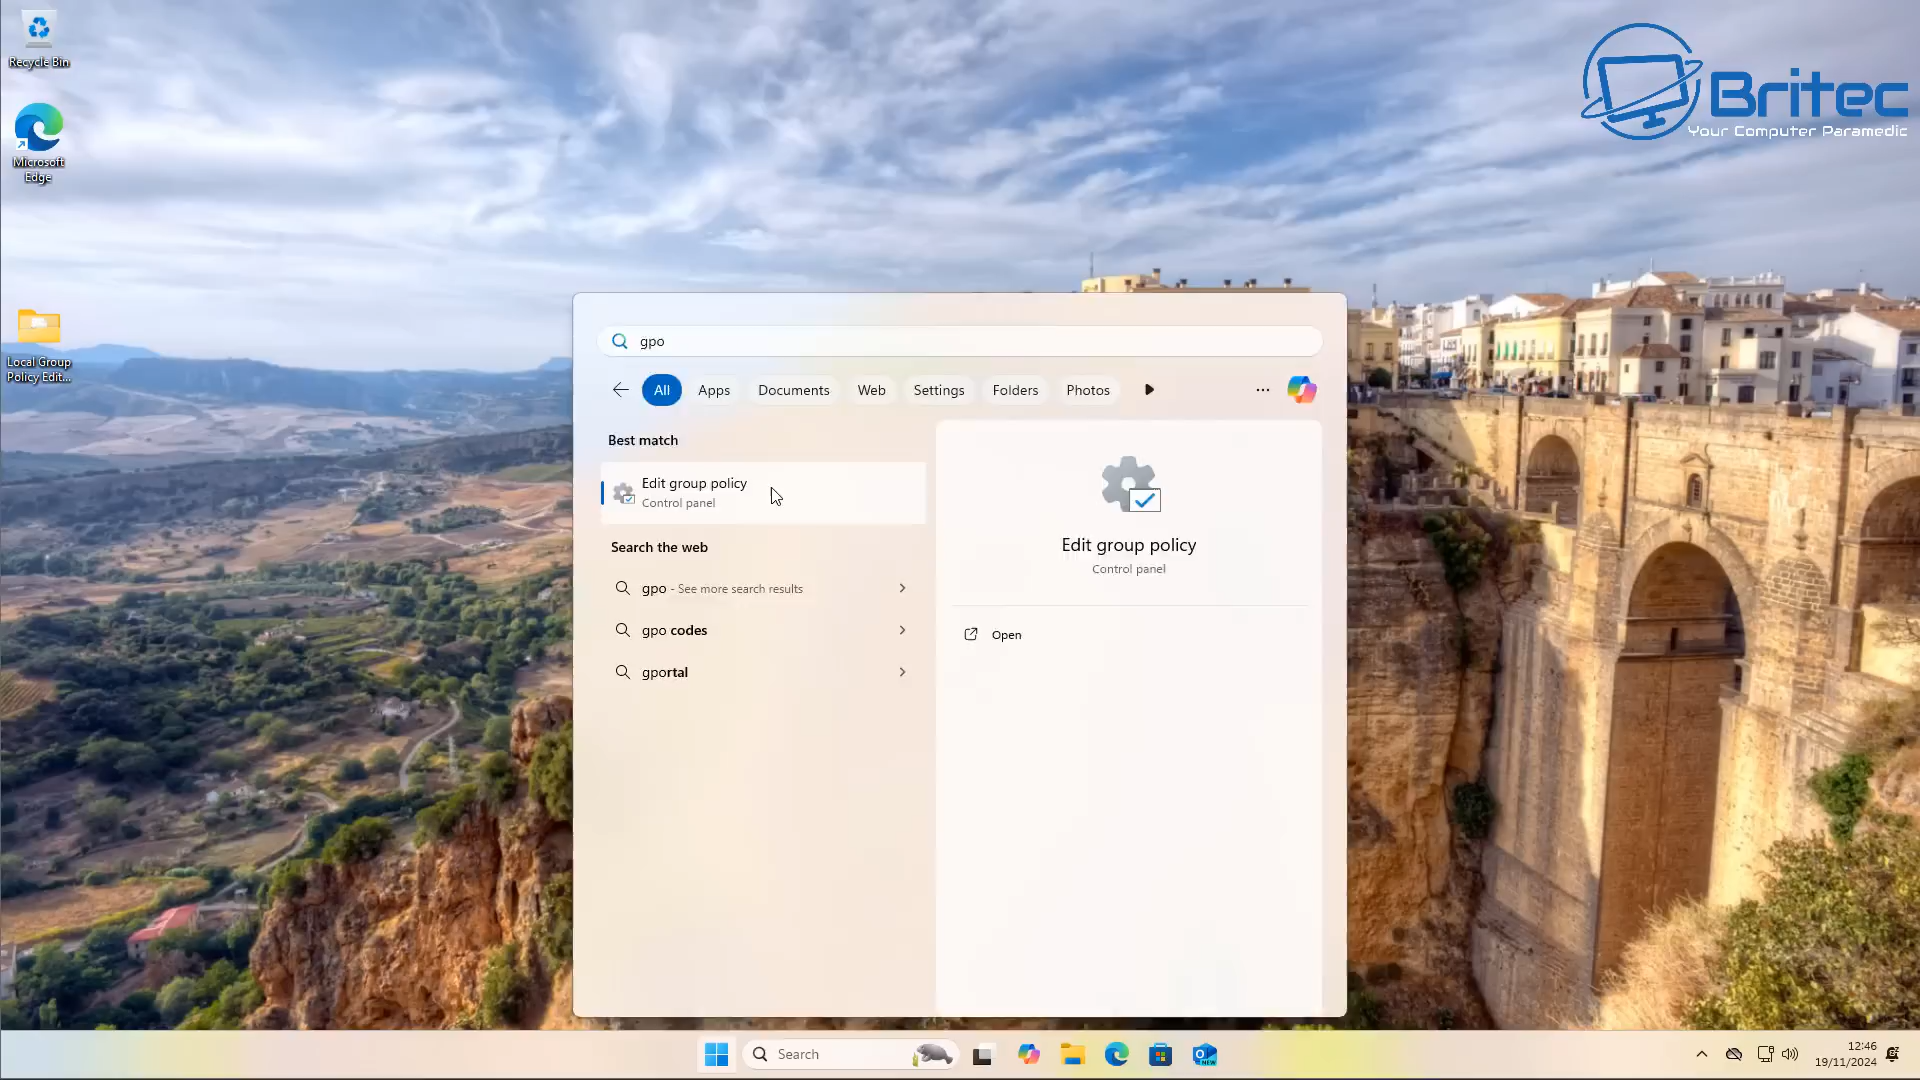 Recycle Bin
Microsoft
Edge
Local Group
Policy Edit...
Britec
Your Computer Paramedic
gpo
All
Apps
Documents
Web
Settings
Folders
Photos
Best match
Edit group policy
Control panel
Search the web
gpo - See more search results
gpo codes
gportal
Edit group policy
Control panel
Open
Search
NEW
12:46
19/11/2024